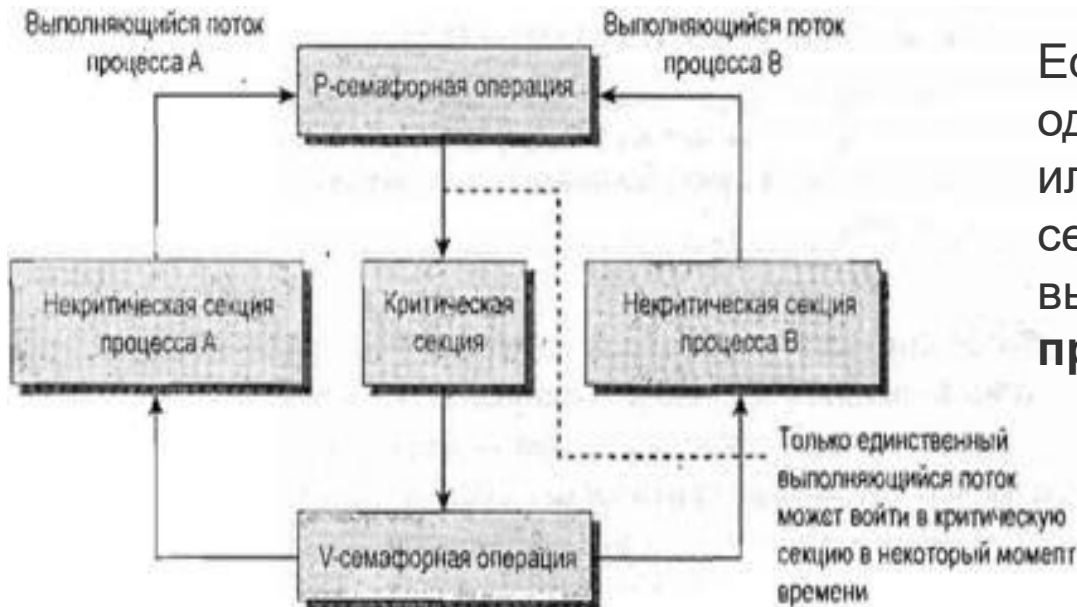 Выполняющийся поток
процесса А
Выполняющийся поток
процесса В
Р-семафорная операция
Некритическая секция
процесса А
Критическая
секция
Некритическая секция
процесса В
Только единственный
выполняющийся поток
может войти в критическую
секцию в некоторый момент
времени
V-семафорная операция